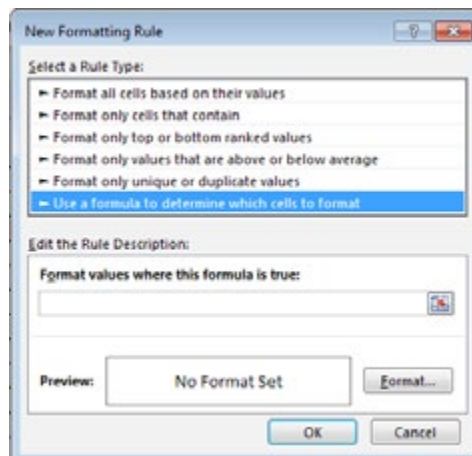 New Formatting Rule
Select a Rule Type:
► Format all cells based on their values
► Format only cells that contain
► Format only top or bottom ranked values
► Format only values that are above or below average
► Format only unique or duplicate values
► Use a formula to determine which cells to format
Edit the Rule Description:
Format values where this formula is true:
Preview:
No Format Set
Format...
OK
Cancel